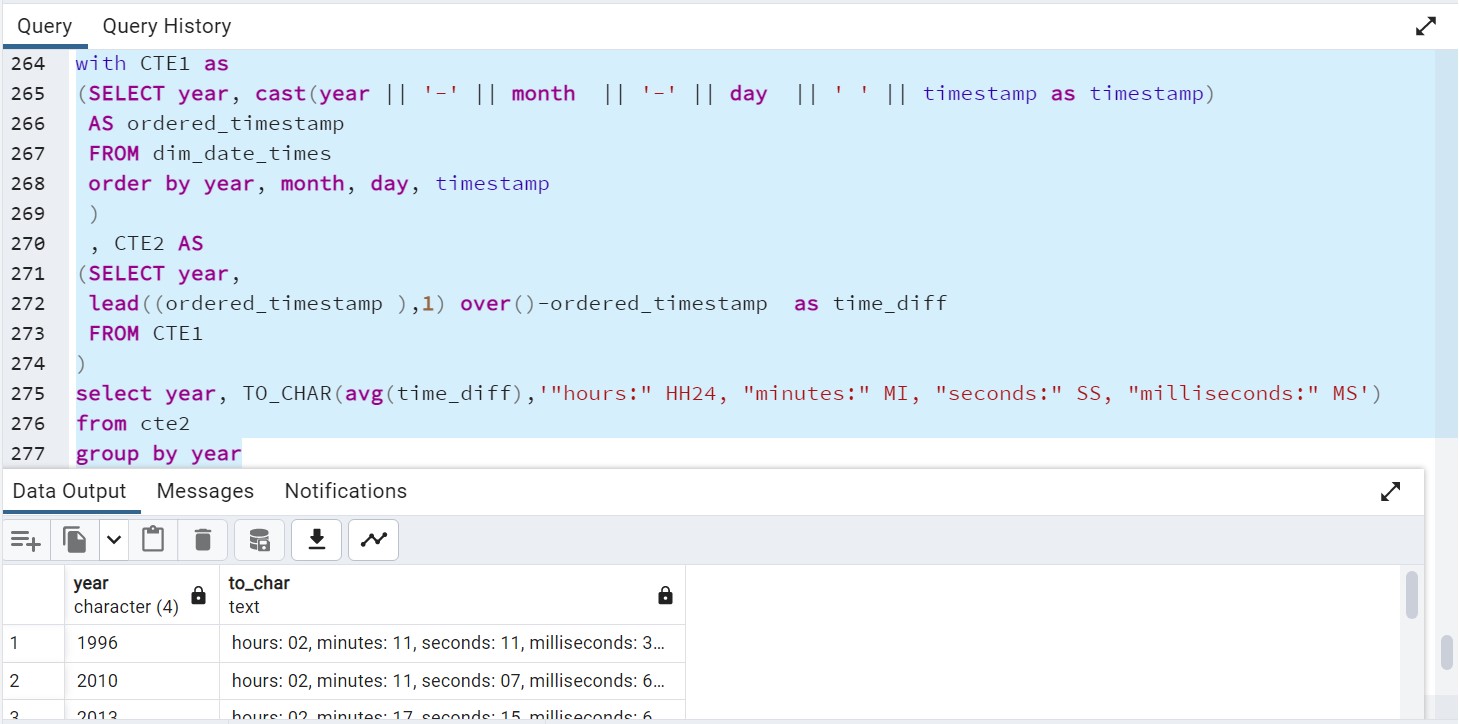 Query Query History
264 with CTE1 as
265 (SELECT year, cast(year || '-' || month  || '-' || day  || ' ' || timestamp as timestamp)
266 AS ordered_timestamp
267 FROM dim_date_times
268 order by year, month, day, timestamp
269 )
270 , CTE2 AS
271 (SELECT year,
272 lead((ordered_timestamp ),1) over()-ordered_timestamp  as time_diff
273 FROM CTE1
274 )
275 select year, TO_CHAR(avg(time_diff),'"hours:" HH24, "minutes:" MI, "seconds:" SS, "milliseconds:" MS')
276 from cte2
277 group by year
Data Output Messages Notifications
year to_char
character (4) text
1 1996 hours: 02, minutes: 11, seconds: 11, milliseconds: 3...
2 2010 hours: 02, minutes: 11, seconds: 07, milliseconds: 6...
3 2013 hours: 02, minutes: 17, seconds: 15, milliseconds: 6